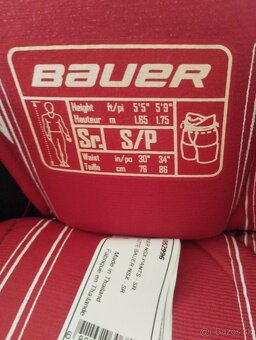 BAUER
Height ft/pi 5'5" 5'9"
Hauteur m 1.65 1.75
Sr. S/P
Waist in/po 30" 34"
Taille cm 76 86
Made in Thailand
Fabriqué en Thaïlande